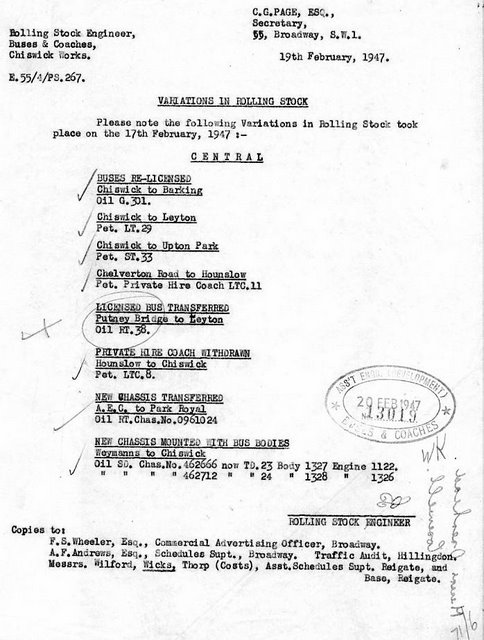 C.G.PAGE, ESQ.,
Secretary,
55, Broadway, S.W.1.
Rolling Stock Engineer,
Buses & Coaches,
Chiswick Works.
19th February, 1947.
E.55/4/PS.267.
VARIATIONS IN ROLLING STOCK
Please note the following Variations in Rolling Stock took
place on the 17th February, 1947 :-
CENTRAL
BUSES RE-LICENSED
Chiswick to Barking
Oil G.301.
Chiswick to Leyton
Pet. LT.29
Chiswick to Upton Park
Pet. ST.33
Chelverton Road to Hounslow
Pet. Private Hire Coach LTC.11
LICENSED BUS TRANSFERRED
Putney Bridge to Leyton
Oil RT.38.
PRIVATE HIRE COACH WITHDRAWN
Hounslow to Chiswick
Pet. LTC.8.
NEW CHASSIS TRANSFERRED
A.E.C. to Park Royal
Oil RT.Chas.No.0961024
ASS'T ENGR. (DEVELOPMENT)
20 FEB 1947
13019
BUSES & COACHES
NEW CHASSIS MOUNTED WITH BUS BODIES
Weymanns to Chiswick
Oil SD. Chas.No.462666 now TD.23 Body 1327 Engine 1122.
" " " 462712 " " 24 " 1328 " 1326
ROLLING STOCK ENGINEER
Copies to:
F.S.Wheeler, Esq., Commercial Advertising Officer, Broadway.
A.F.Andrews, Esq., Schedules Supt., Broadway. Traffic Audit, Hillingdon.
Messrs. Wilford, Wicks, Thorp (Costs), Asst.Schedules Supt. Reigate, and
Base, Reigate.